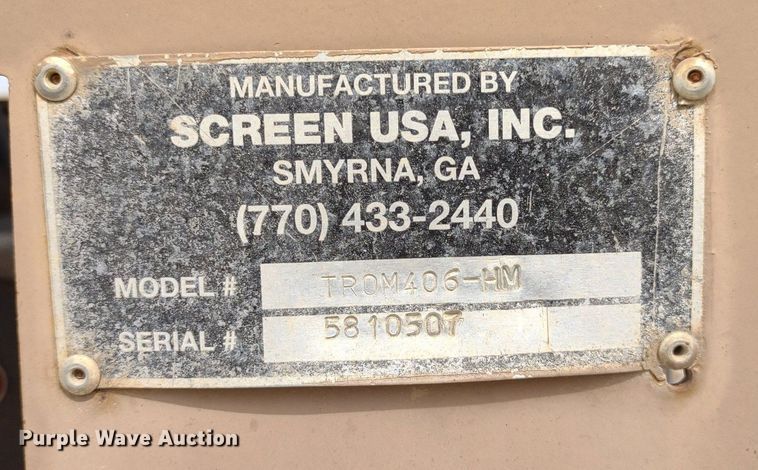 MANUFACTURED BY
SCREEN USA, INC.
SMYRNA, GA
(770) 433-2440
MODEL # TROM406-HM
SERIAL # 5810507
Purple Wave Auction